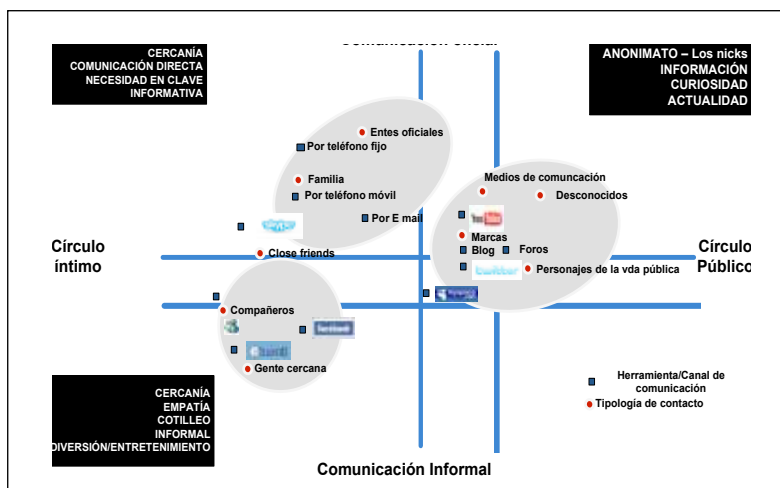 CERCANÍA
COMUNICACIÓN DIRECTA
NECESIDAD EN CLAVE
INFORMATIVA
ANONIMATO – Los nicks
INFORMACIÓN
CURIOSIDAD
ACTUALIDAD
Entes oficiales
Por teléfono fijo
Familia
Por teléfono móvil
Por E mail
Close friends
Medios de comuncación
Desconocidos
Marcas
Blog
Foros
twitter
Personajes de la vda pública
Círculo
íntimo
Círculo
Público
Compañeros
facebook
tuenti
Gente cercana
CERCANÍA
EMPATÍA
COTILLEO
INFORMAL
DIVERSIÓN/ENTRETENIMIENTO
Herramienta/Canal de
comunicación
Tipología de contacto
Comunicación Informal